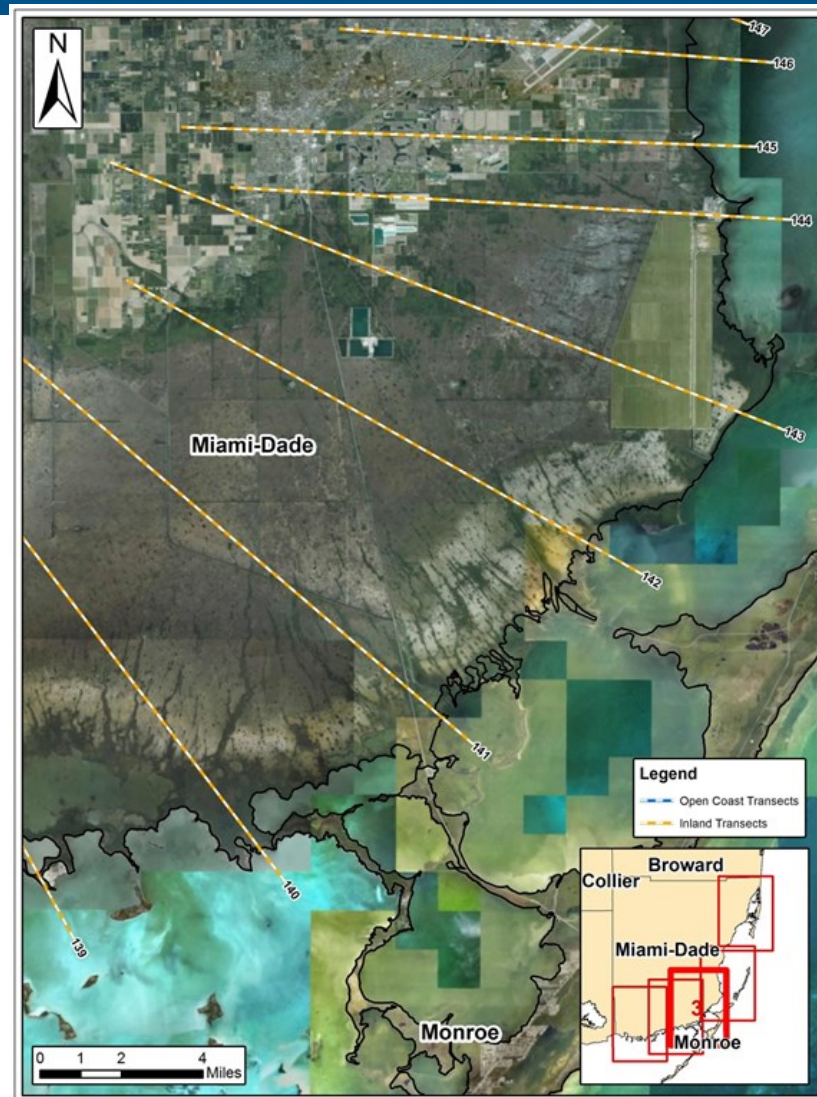 N
147
146
145
144
143
Miami-Dade
142
141
Legend
Open Coast Transects
Inland Transects
140
139
Broward
Collier
Miami-Dade
3
Monroe
Monroe
0 1 2 4
Miles